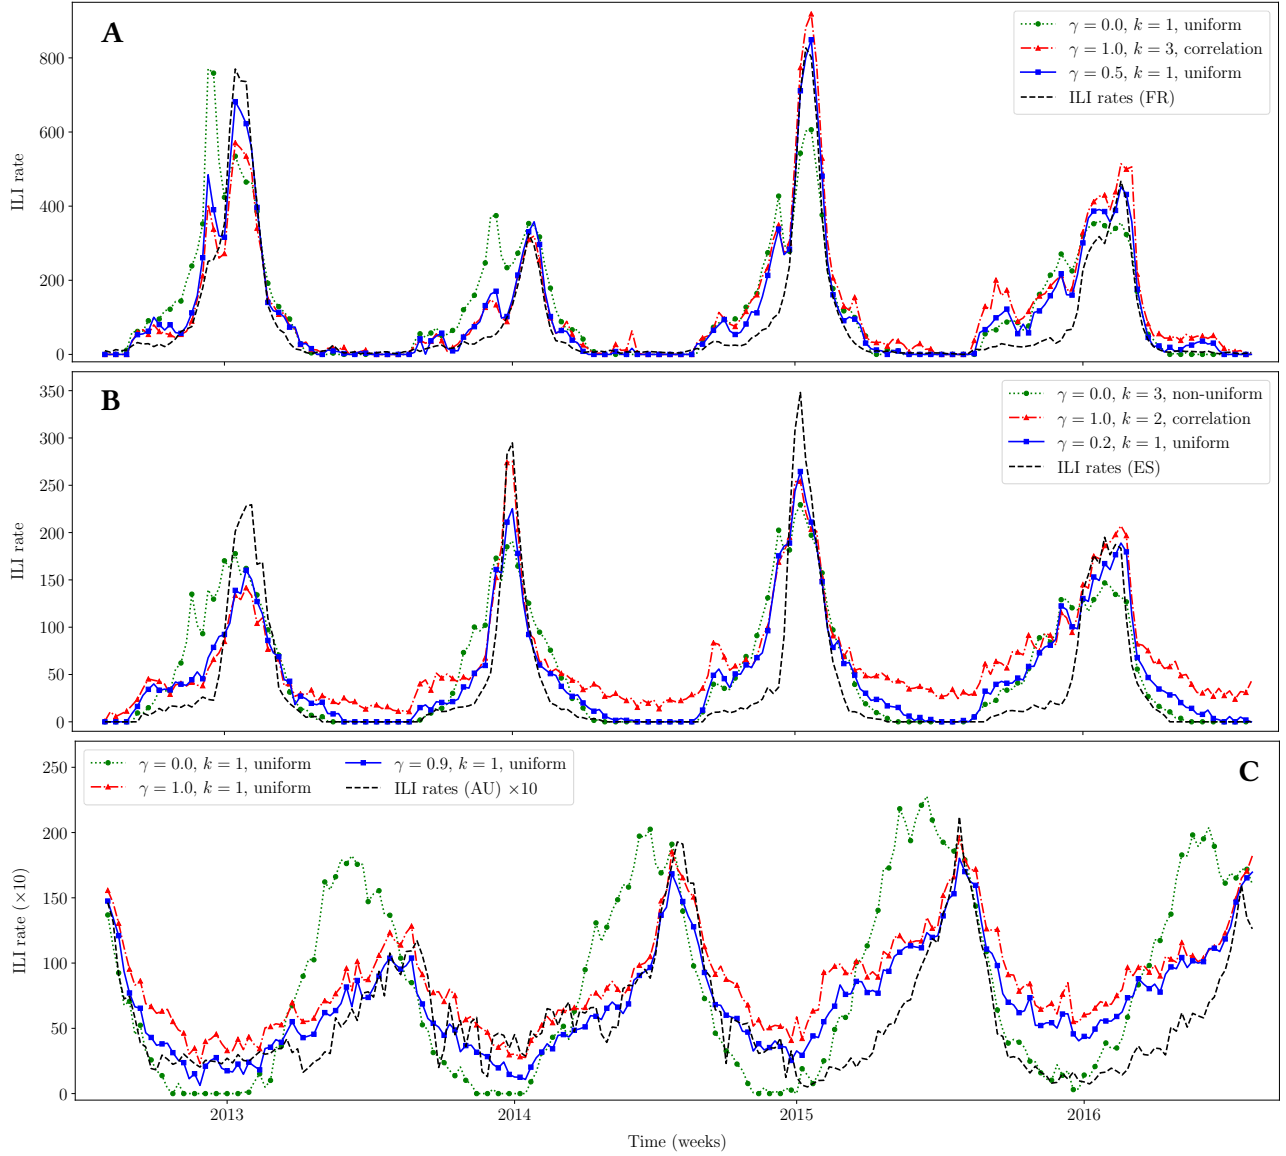 A
γ = 0.0, k = 1, uniform
γ = 1.0, k = 3, correlation
γ = 0.5, k = 1, uniform
ILI rates (FR)
ILI rate
800
600
400
200
0
B
γ = 0.0, k = 3, non-uniform
γ = 1.0, k = 2, correlation
γ = 0.2, k = 1, uniform
ILI rates (ES)
ILI rate
350
300
250
200
150
100
50
0
γ = 0.0, k = 1, uniform
γ = 1.0, k = 1, uniform
γ = 0.9, k = 1, uniform
ILI rates (AU) ×10
C
ILI rate (×10)
250
200
150
100
50
0
2013 2014 2015 2016
Time (weeks)